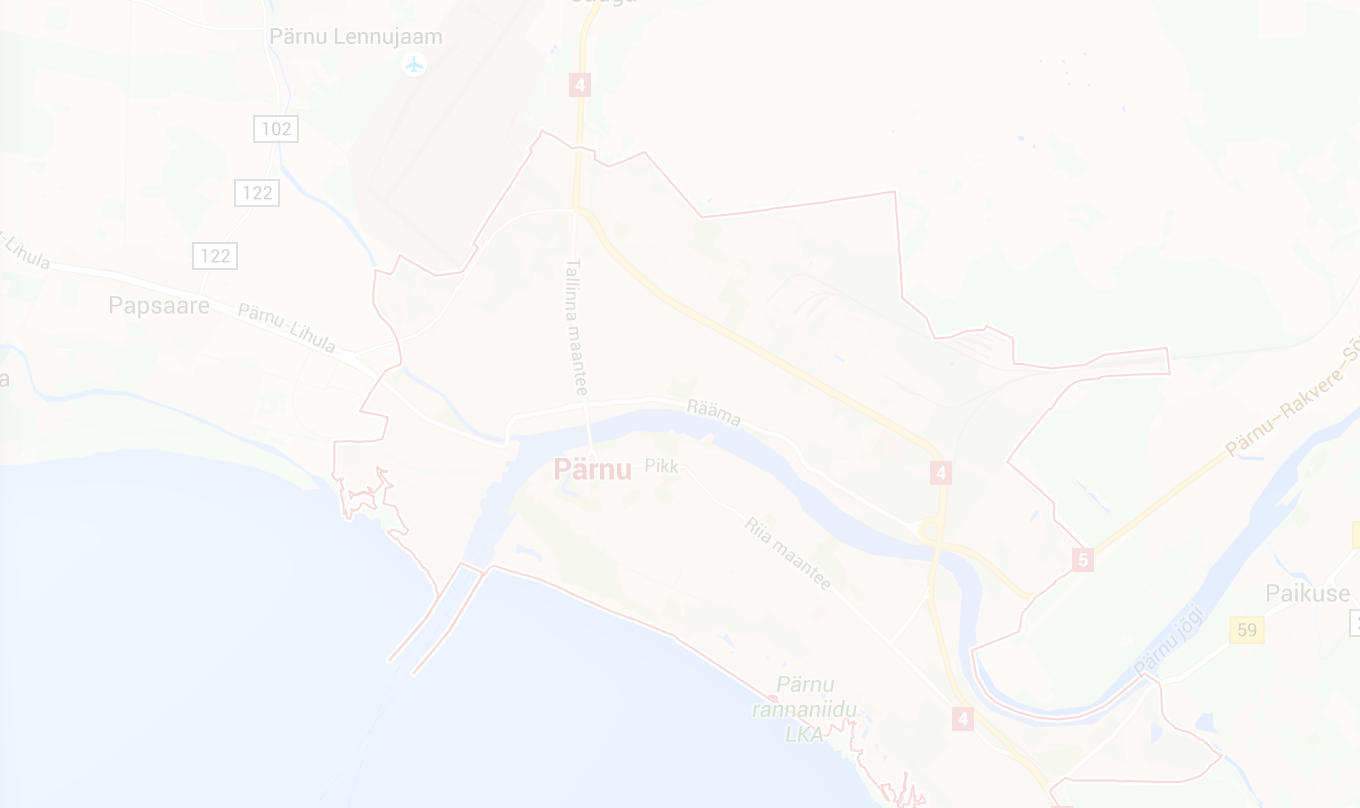 Pärnu Lennujaam
4
102
122
122
-Lihula
Papsaare
Pärnu-Lihula
Tallinna maantee
Rääma
Pärnu
Pikk
4
Riia maantee
5
Pärnu–Rakvere–Sõ
Paikuse
59
Pärnu jõgi
Pärnu
rannaniidu
LKA
4